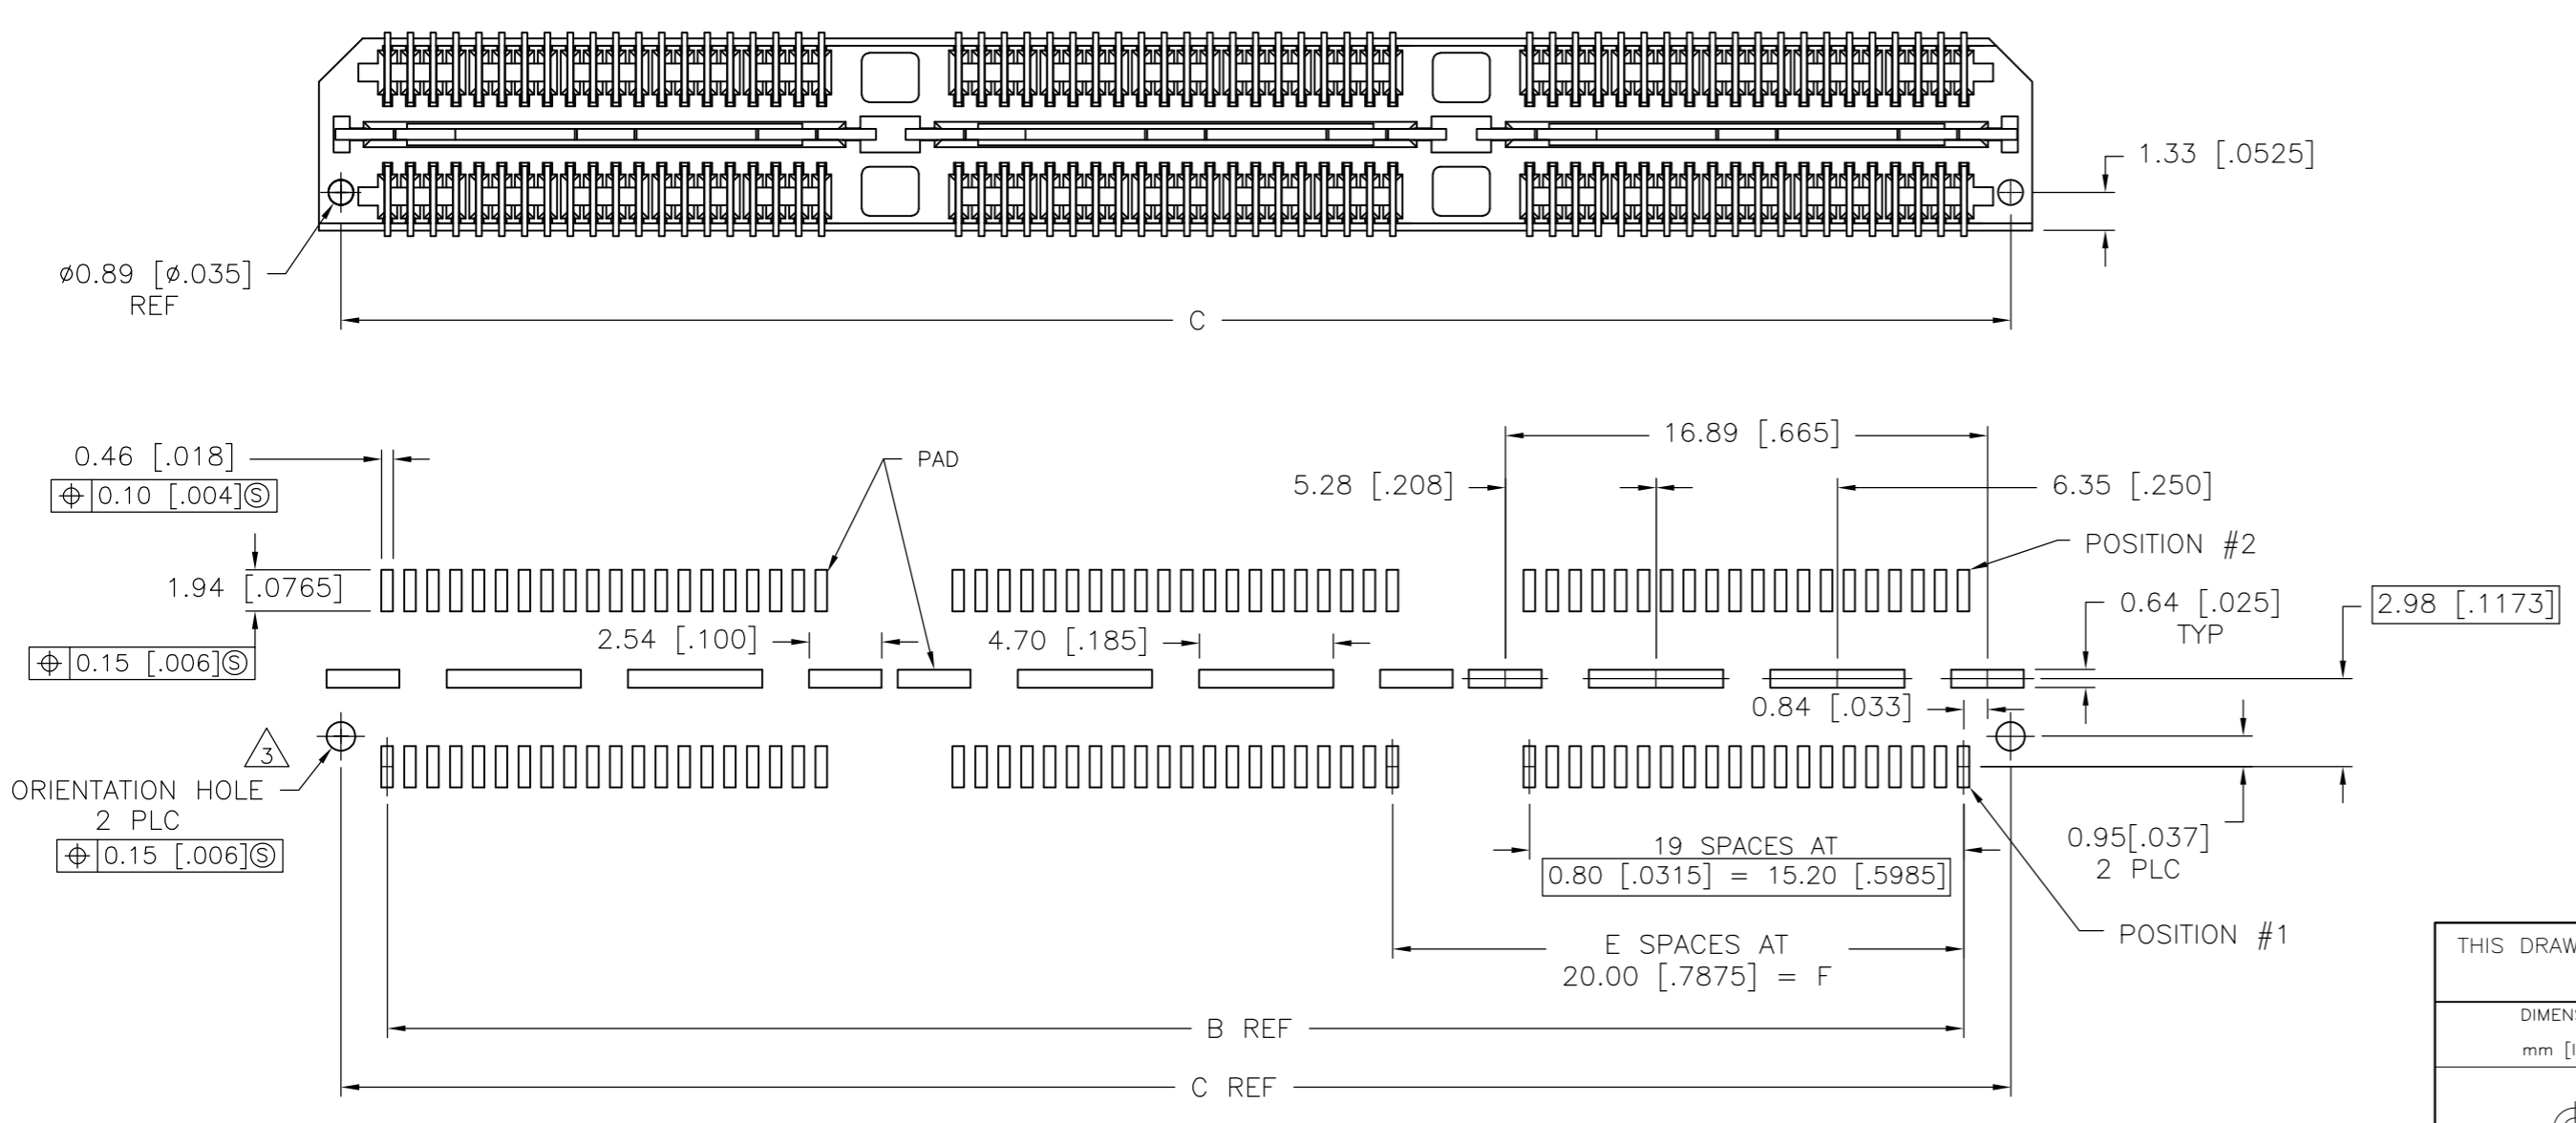 1.33 [.0525]
⌀0.89 [⌀.035]
REF
C
16.89 [.665]
0.46 [.018]
PAD
5.28 [.208]
6.35 [.250]
⌖ 0.10 [.004]Ⓢ
POSITION #2
1.94 [.0765]
0.64 [.025]
TYP
2.98 [.1173]
2.54 [.100]
4.70 [.185]
⌖ 0.15 [.006]Ⓢ
0.84 [.033]
3
ORIENTATION HOLE
2 PLC
⌖ 0.15 [.006]Ⓢ
19 SPACES AT
0.80 [.0315] = 15.20 [.5985]
0.95[.037]
2 PLC
POSITION #1
E SPACES AT
20.00 [.7875] = F
THIS DRAW
B REF
DIMEN
mm [I
C REF